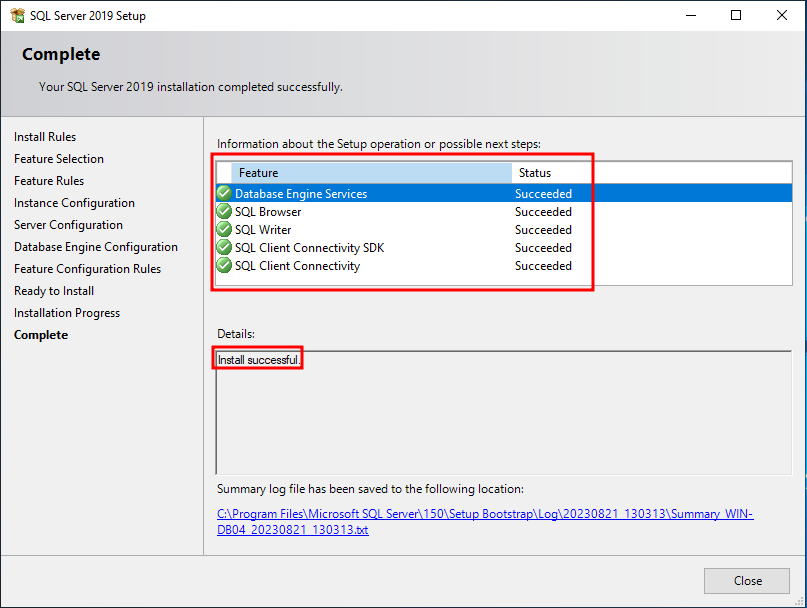 SQL Server 2019 Setup
Complete
Your SQL Server 2019 installation completed successfully.
Install Rules
Feature Selection
Feature Rules
Instance Configuration
Server Configuration
Database Engine Configuration
Feature Configuration Rules
Ready to Install
Installation Progress
Complete
Information about the Setup operation or possible next steps:
Feature Status
Database Engine Services Succeeded
SQL Browser Succeeded
SQL Writer Succeeded
SQL Client Connectivity SDK Succeeded
SQL Client Connectivity Succeeded
Details:
Install successful.
Summary log file has been saved to the following location:
C:\Program Files\Microsoft SQL Server\150\Setup Bootstrap\Log\20230821_130313\Summary_WIN-
DB04_20230821_130313.txt
Close